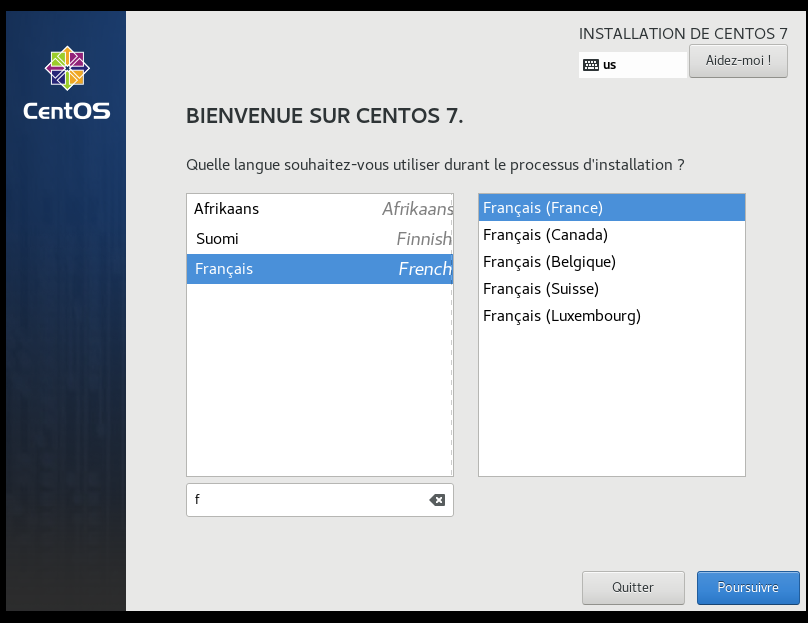 INSTALLATION DE CENTOS 7
us
Aidez-moi !
CentOS
BIENVENUE SUR CENTOS 7.
Quelle langue souhaitez-vous utiliser durant le processus d'installation ?
Afrikaans Afrikaans
Suomi Finnish
Français French
Français (France)
Français (Canada)
Français (Belgique)
Français (Suisse)
Français (Luxembourg)
f
Quitter
Poursuivre